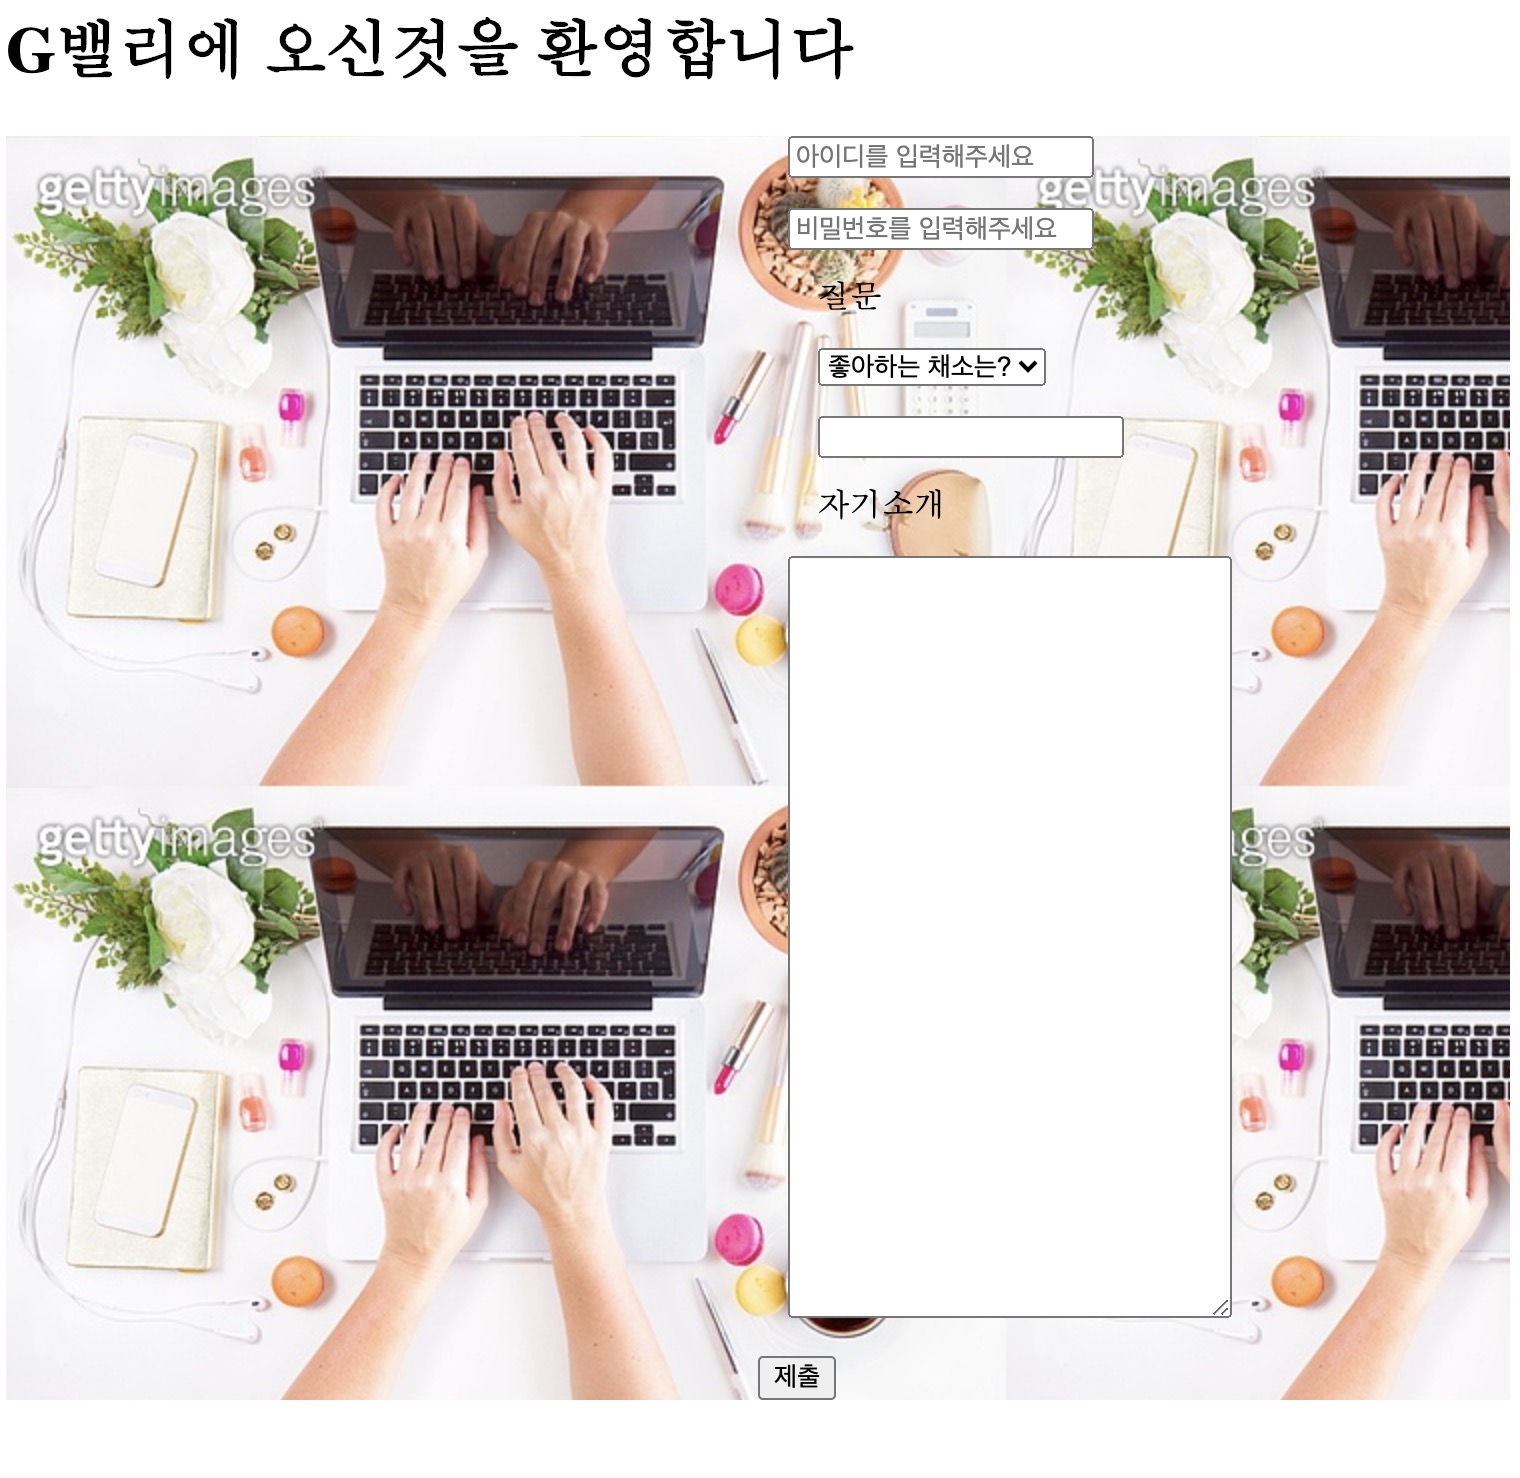 G밸리에 오신것을 환영합니다
gettyimages
gettyimages
아이디를 입력해주세요
비밀번호를 입력해주세요
질문
좋아하는 채소는?
자기소개
gettyimages
images
제출